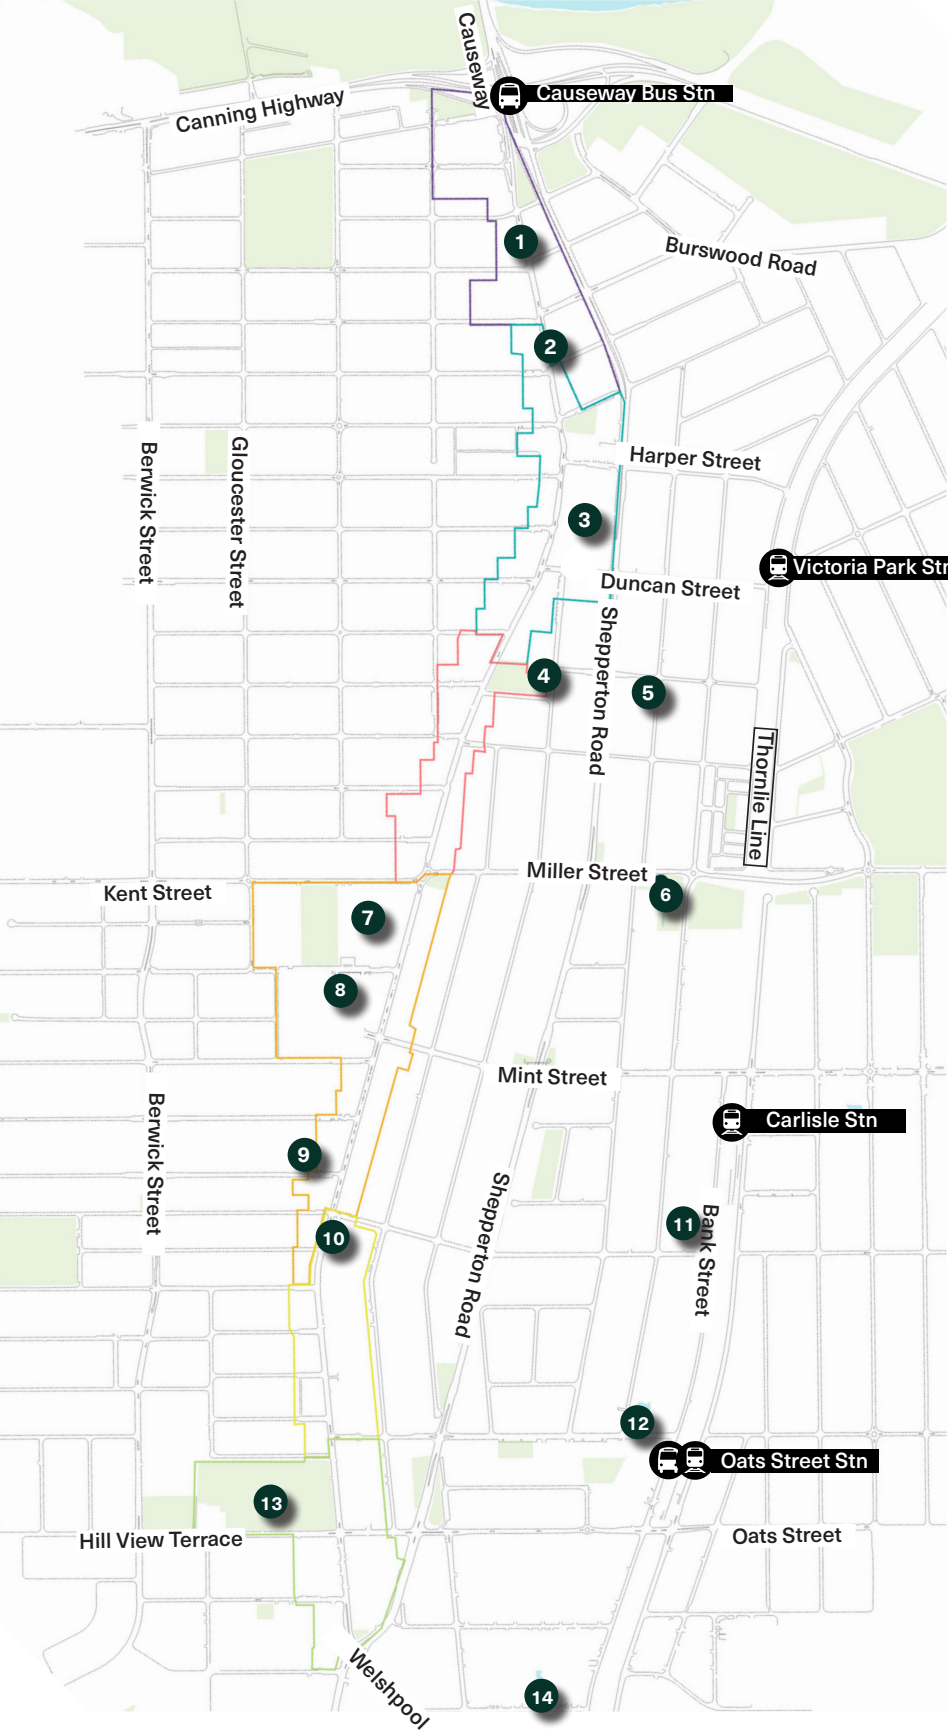 Causeway
Causeway Bus Stn
Canning Highway
1
Burswood Road
2
Berwick Street
Gloucester Street
Harper Street
3
Victoria Park Str
Duncan Street
Shepperton Road
4
5
Thornlie Line
Miller Street
Kent Street
6
7
8
Mint Street
Berwick Street
Carlisle Stn
9
Shepperton Road
10
11
Bank Street
12
Oats Street Stn
13
Hill View Terrace
Oats Street
Welshpool
14